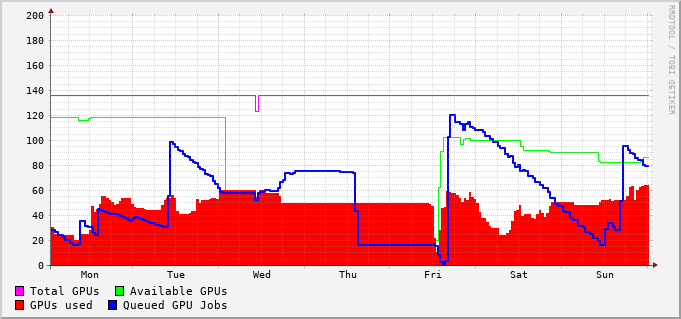 200
180
160
140
120
100
80
60
40
20
0
Mon Tue Wed Thu Fri Sat Sun
Total GPUs Available GPUs
GPUs used Queued GPU Jobs
RRDTOOL / TOBI OETIKER